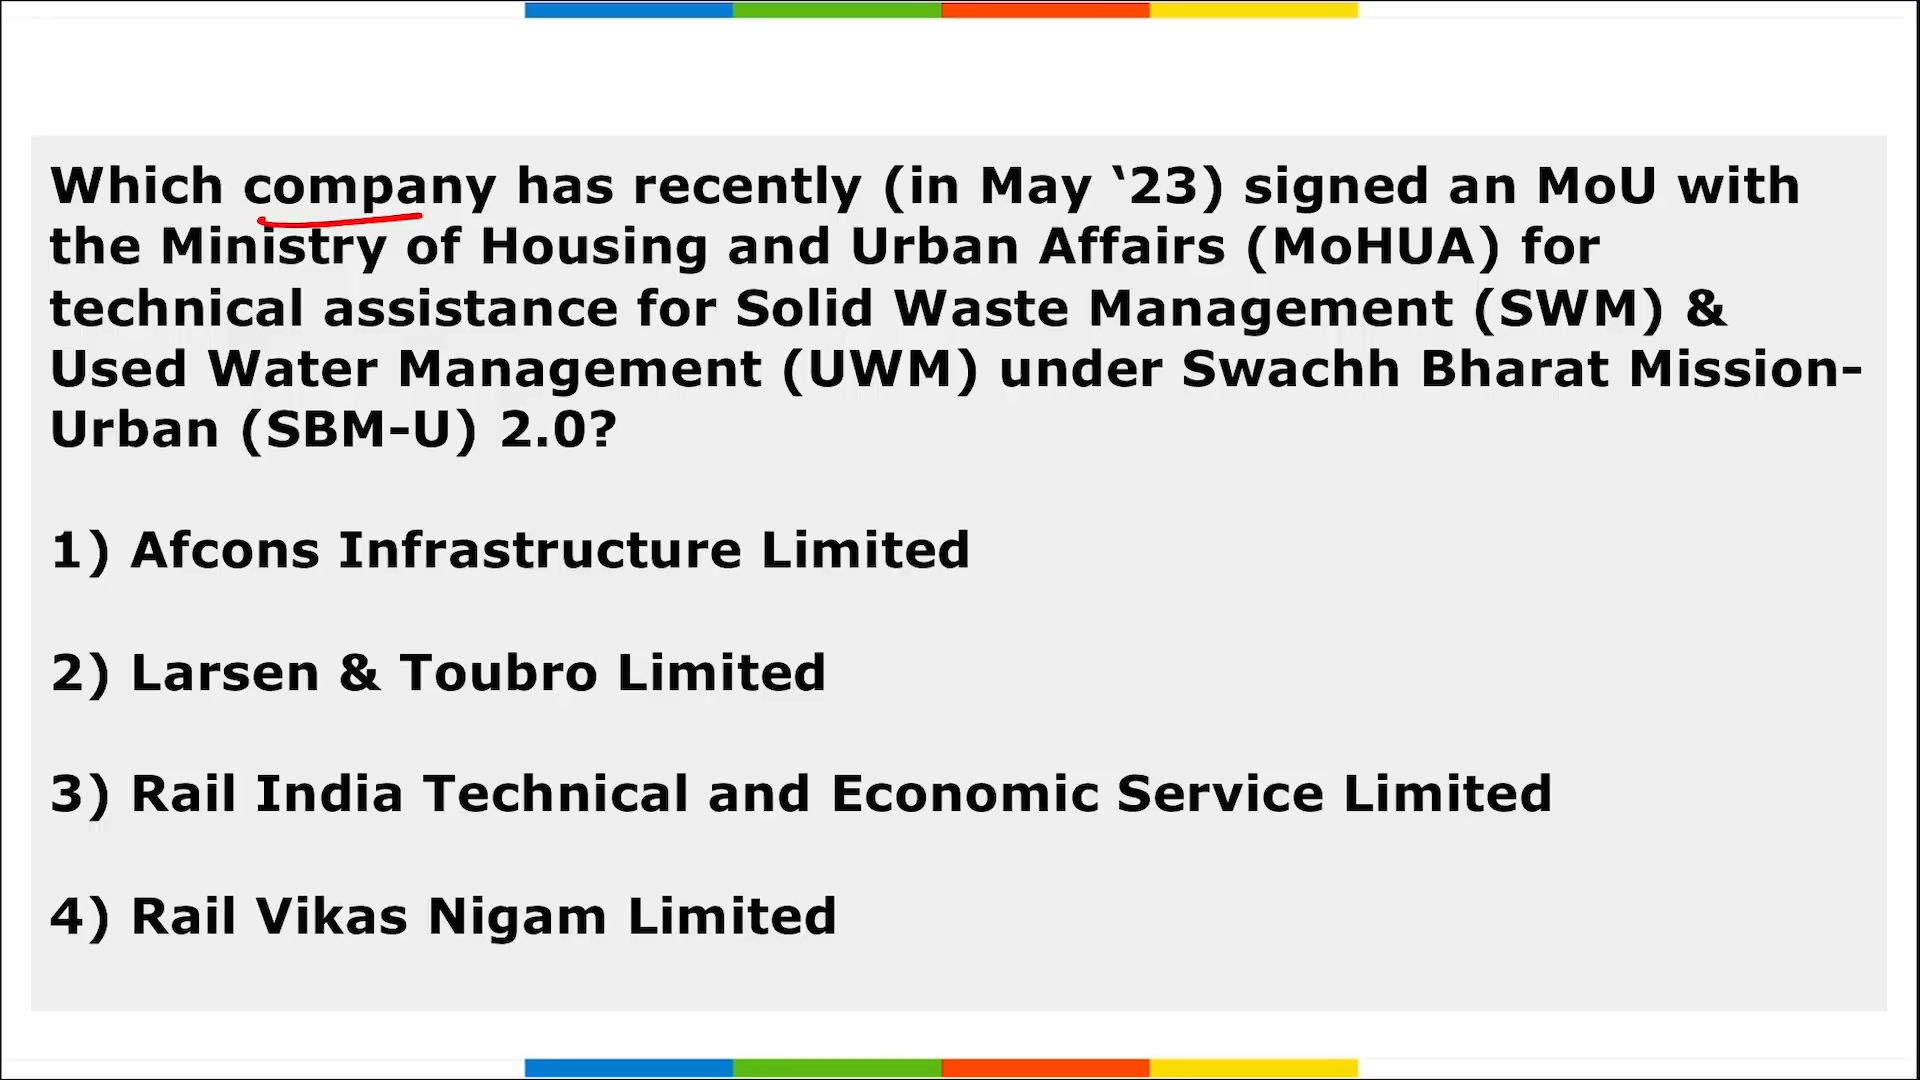 Which company has recently (in May ‘23) signed an MoU with
the Ministry of Housing and Urban Affairs (MoHUA) for
technical assistance for Solid Waste Management (SWM) &
Used Water Management (UWM) under Swachh Bharat Mission-
Urban (SBM-U) 2.0?
1) Afcons Infrastructure Limited
2) Larsen & Toubro Limited
3) Rail India Technical and Economic Service Limited
4) Rail Vikas Nigam Limited